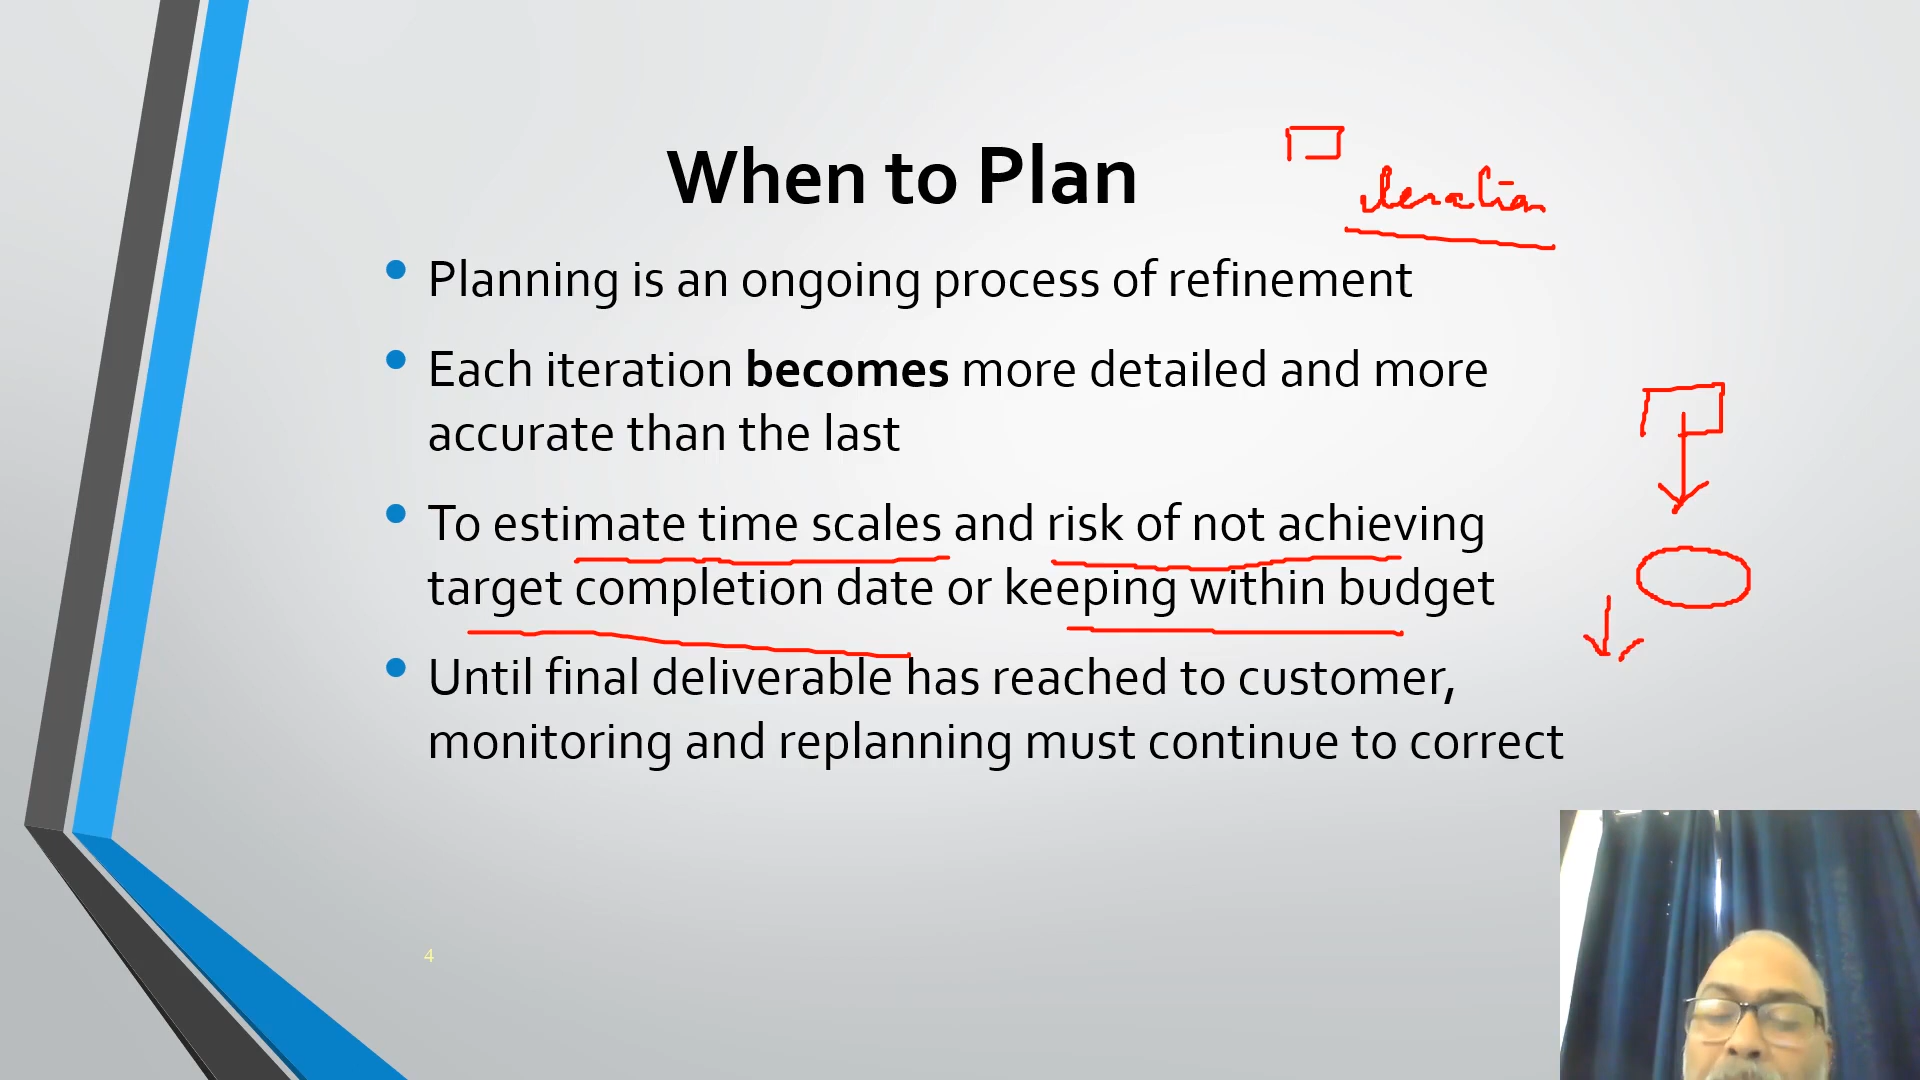 When to Plan
iteration
Planning is an ongoing process of refinement
Each iteration becomes more detailed and more
accurate than the last
To estimate time scales and risk of not achieving
target completion date or keeping within budget
Until final deliverable has reached to customer,
monitoring and replanning must continue to correct
4